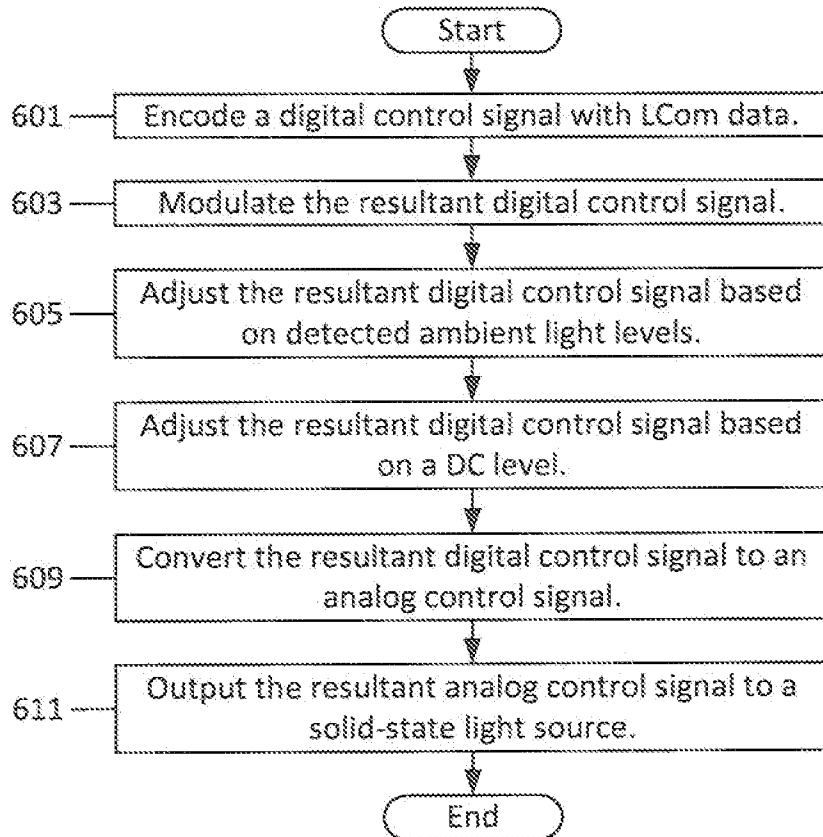 Start
601
Encode a digital control signal with LCom data.
603
Modulate the resultant digital control signal.
605
Adjust the resultant digital control signal based
on detected ambient light levels.
607
Adjust the resultant digital control signal based
on a DC level.
609
Convert the resultant digital control signal to an
analog control signal.
611
Output the resultant analog control signal to a
solid-state light source.
End